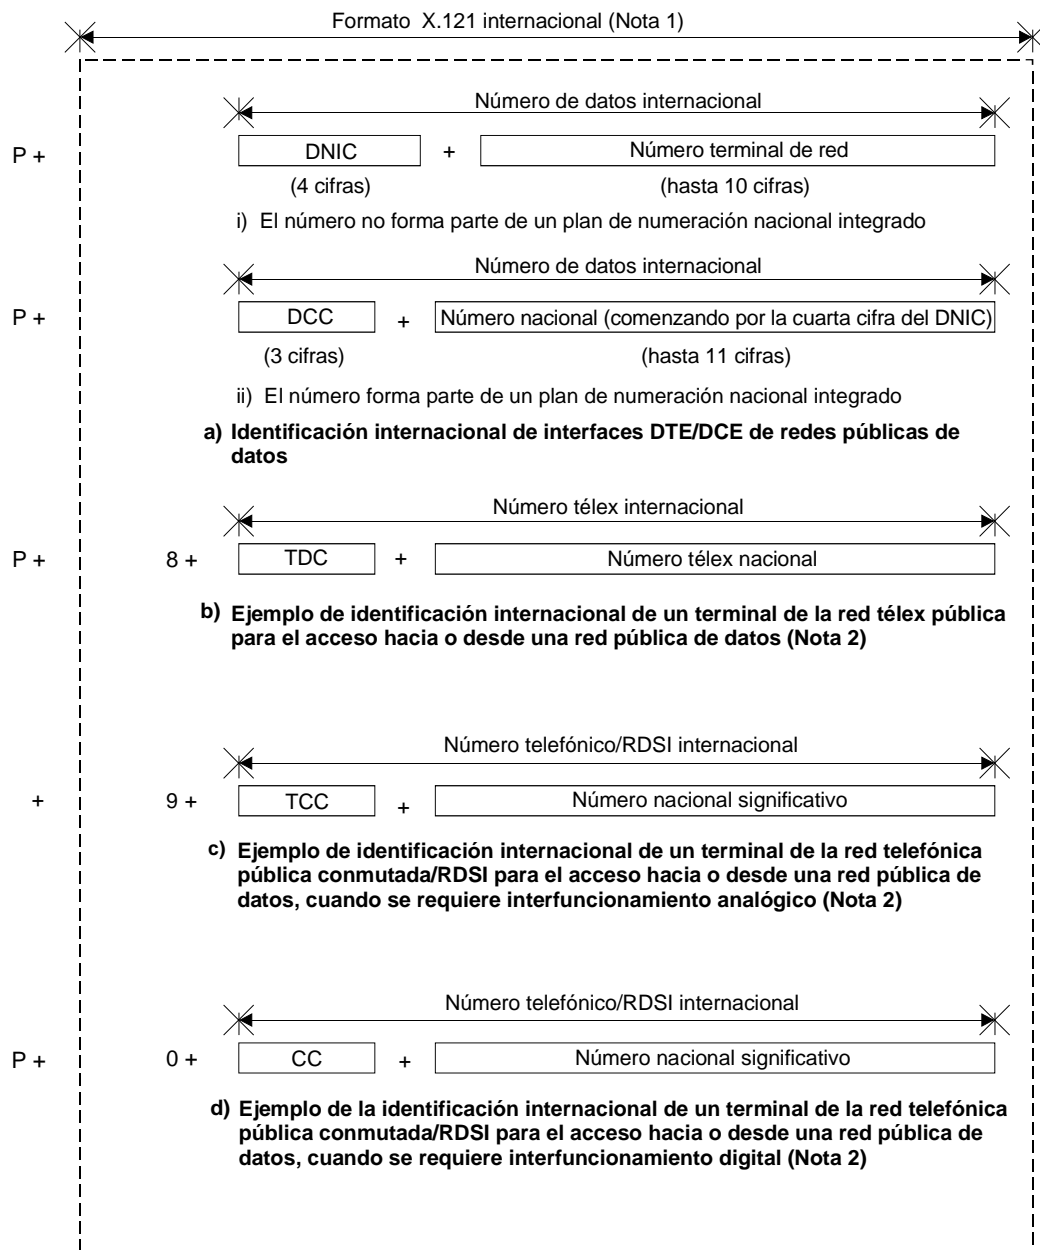 Formato X.121 internacional (Nota 1)
Número de datos internacional
P + DNIC + Número terminal de red
(4 cifras) (hasta 10 cifras)
i) El número no forma parte de un plan de numeración nacional integrado
Número de datos internacional
P + DCC + Número nacional (comenzando por la cuarta cifra del DNIC)
(3 cifras) (hasta 11 cifras)
ii) El número forma parte de un plan de numeración nacional integrado
a) Identificación internacional de interfaces DTE/DCE de redes públicas de
datos
Número télex internacional
P + 8 + TDC + Número télex nacional
b) Ejemplo de identificación internacional de un terminal de la red télex pública
para el acceso hacia o desde una red pública de datos (Nota 2)
Número telefónico/RDSI internacional
+ 9 + TCC + Número nacional significativo
c) Ejemplo de identificación internacional de un terminal de la red telefónica
pública conmutada/RDSI para el acceso hacia o desde una red pública de
datos, cuando se requiere interfuncionamiento analógico (Nota 2)
Número telefónico/RDSI internacional
P + 0 + CC + Número nacional significativo
d) Ejemplo de la identificación internacional de un terminal de la red telefónica
pública conmutada/RDSI para el acceso hacia o desde una red pública de
datos, cuando se requiere interfuncionamiento digital (Nota 2)